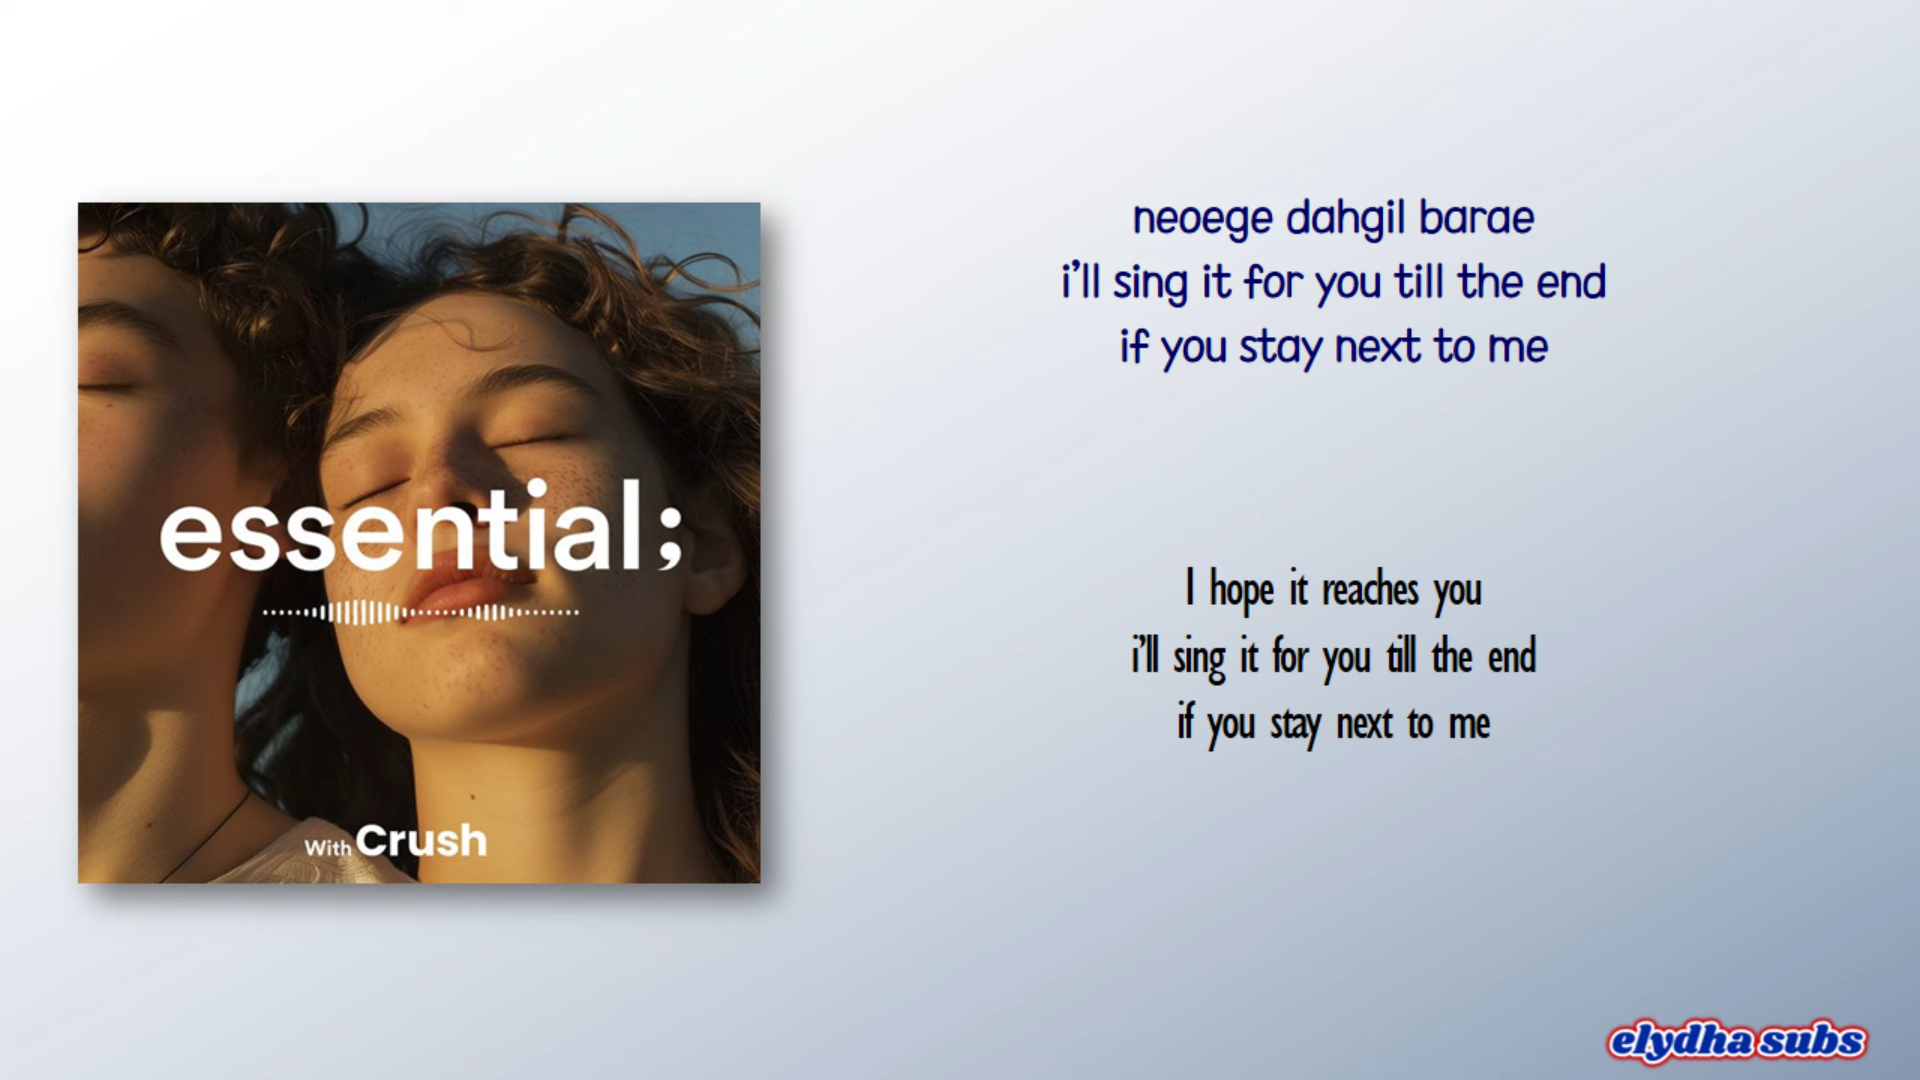 essential;
With Crush
neoege dahgil barae
i'll sing it for you till the end
if you stay next to me
I hope it reaches you
i'll sing it for you till the end
if you stay next to me
elydha subs